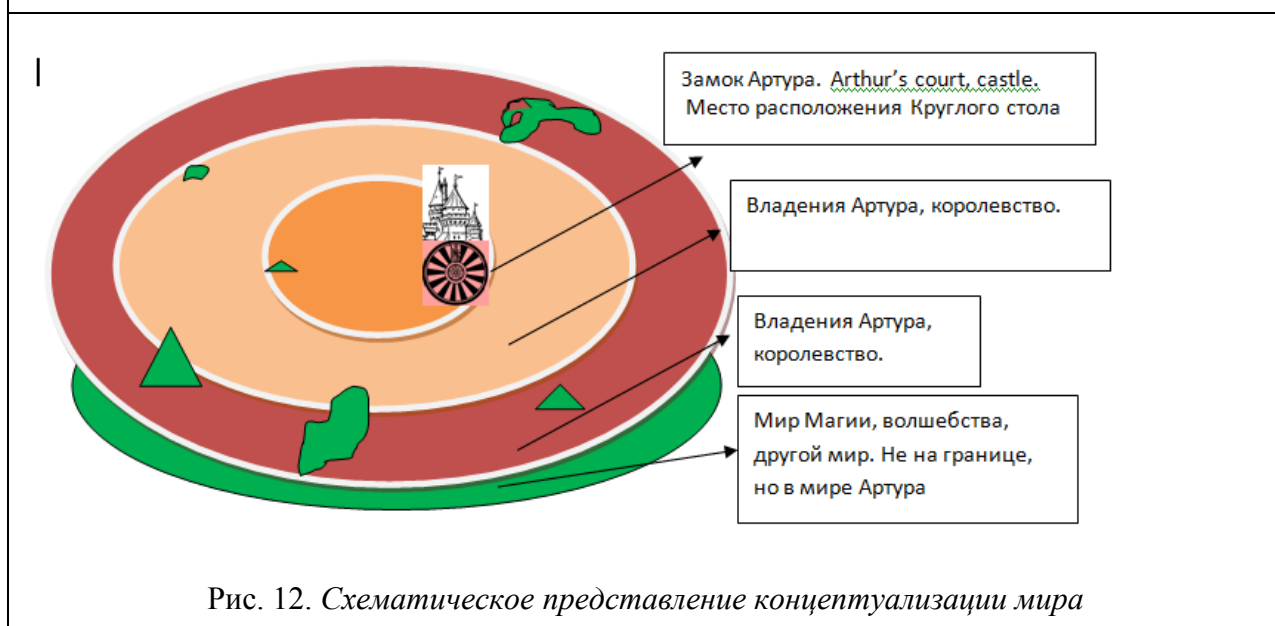 Замок Артура. Arthur's court, castle.
Место расположения Круглого стола
Владения Артура, королевство.
Владения Артура,
королевство.
Мир Магии, волшебства,
другой мир. Не на границе,
но в мире Артура
Рис. 12. Схематическое представление концептуализации мира